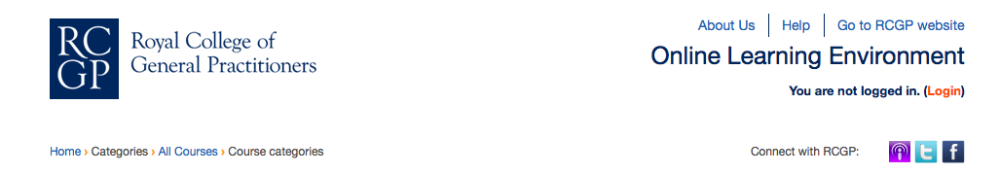 RC
GP
Royal College of
General Practitioners
About Us
Help
Go to RCGP website
Online Learning Environment
You are not logged in. (Login)
Home › Categories › All Courses › Course categories
Connect with RCGP:
t
f